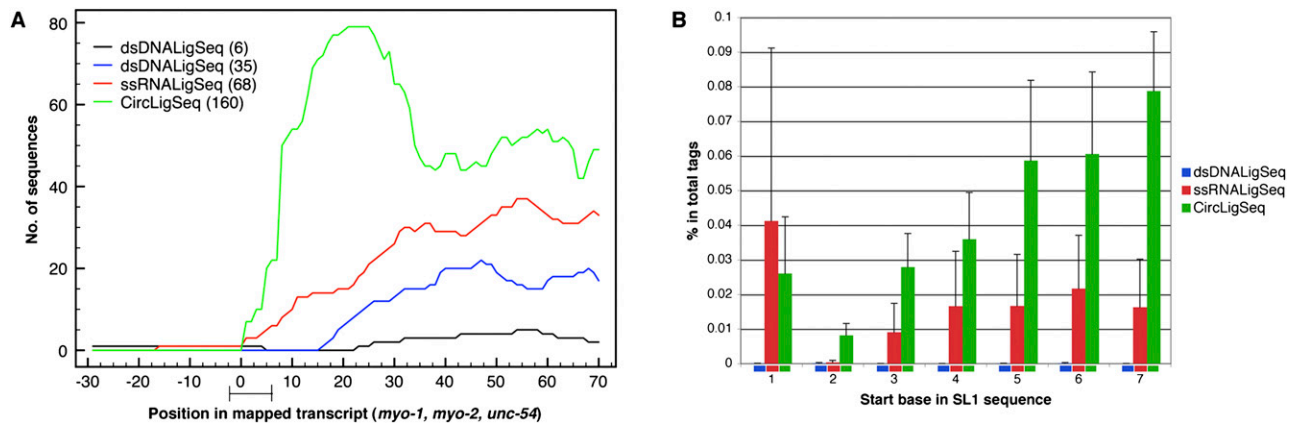 A
No. of sequences
80
60
40
20
0
dsDNALigSeq (6)
dsDNALigSeq (35)
ssRNALigSeq (68)
CircLigSeq (160)
-30 -20 -10 0 10 20 30 40 50 60 70
Position in mapped transcript (myo-1, myo-2, unc-54)
B
% in total tags
0.1
0.09
0.08
0.07
0.06
0.05
0.04
0.03
0.02
0.01
0
1 2 3 4 5 6 7
Start base in SL1 sequence
dsDNALigSeq
ssRNALigSeq
CircLigSeq